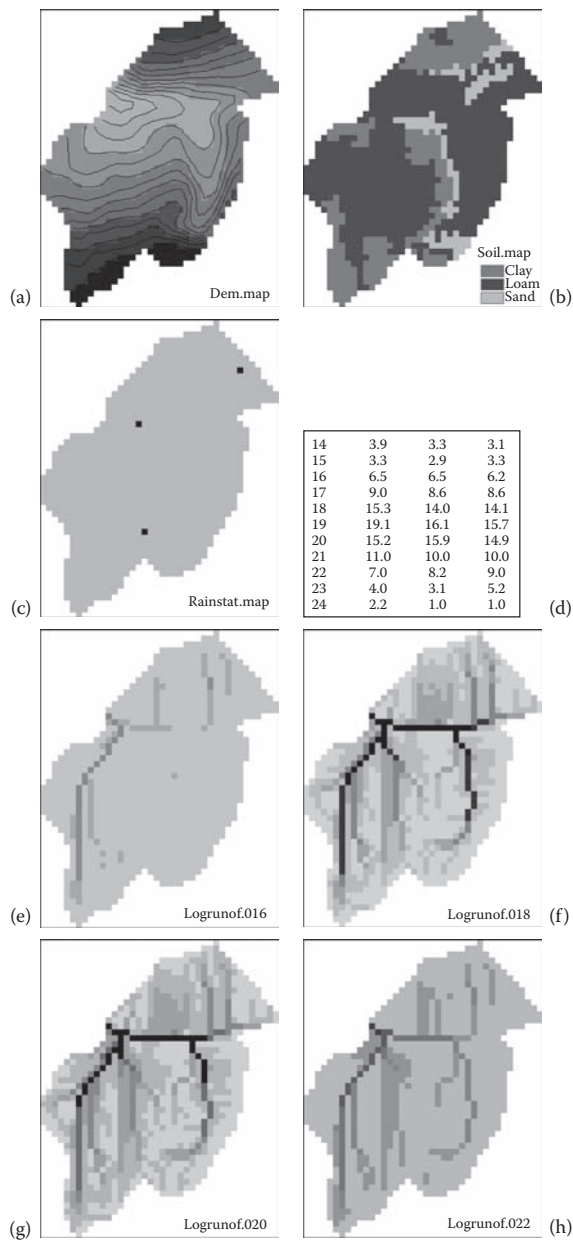 (a)
Dem.map
Soil.map
Clay
Loam
Sand
(b)
(c)
Rainstat.map
14 3.9 3.3 3.1
15 3.3 2.9 3.3
16 6.5 6.5 6.2
17 9.0 8.6 8.6
18 15.3 14.0 14.1
19 19.1 16.1 15.7
20 15.2 15.9 14.9
21 11.0 10.0 10.0
22 7.0 8.2 9.0
23 4.0 3.1 5.2
24 2.2 1.0 1.0
(d)
(e)
Logrunof.016
Logrunof.018
(f)
(g)
Logrunof.020
Logrunof.022
(h)